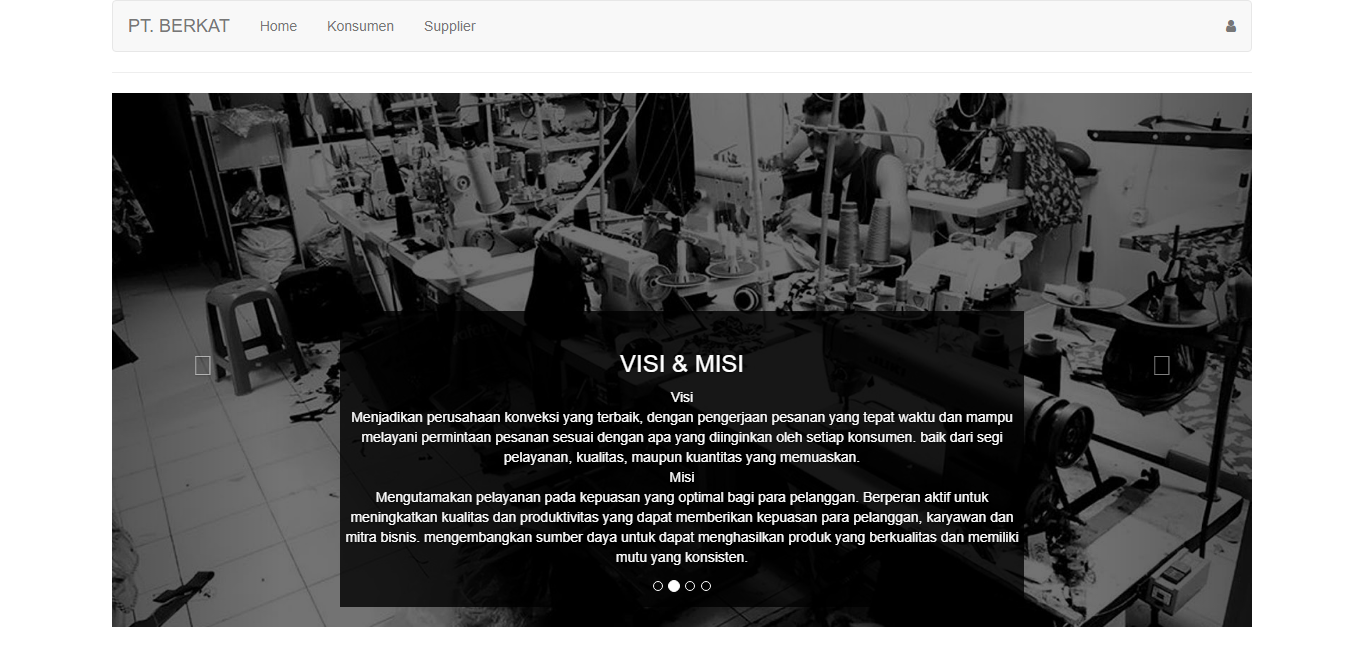 PT. BERKAT Home Konsumen Supplier
VISI & MISI
Visi
Menjadikan perusahaan konveksi yang terbaik, dengan pengerjaan pesanan yang tepat waktu dan mampu
melayani permintaan pesanan sesuai dengan apa yang diinginkan oleh setiap konsumen. baik dari segi
pelayanan, kualitas, maupun kuantitas yang memuaskan.
Misi
Mengutamakan pelayanan pada kepuasan yang optimal bagi para pelanggan. Berperan aktif untuk
meningkatkan kualitas dan produktivitas yang dapat memberikan kepuasan para pelanggan, karyawan dan
mitra bisnis. mengembangkan sumber daya untuk dapat menghasilkan produk yang berkualitas dan memiliki
mutu yang konsisten.